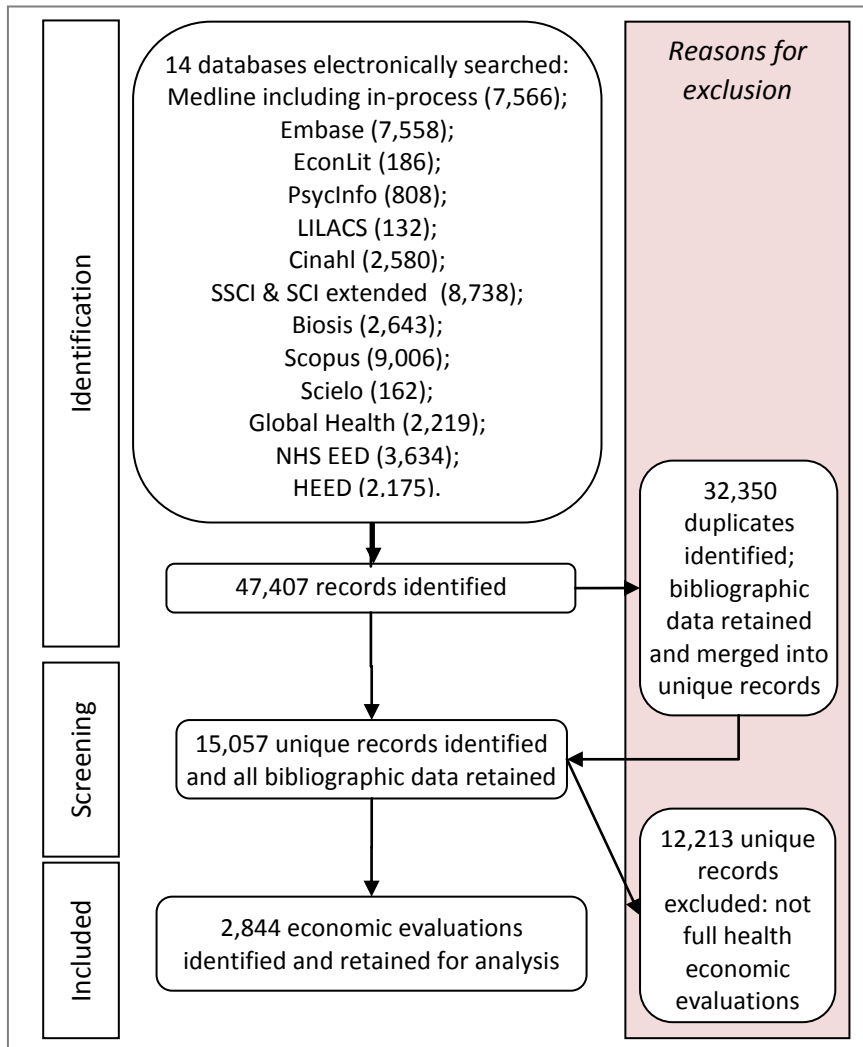 14 databases electronically searched:
Medline including in-process (7,566);
Embase (7,558);
EconLit (186);
PsycInfo (808);
LILACS (132);
Cinahl (2,580);
SSCI & SCI extended  (8,738);
Biosis (2,643);
Scopus (9,006);
Scielo (162);
Global Health (2,219);
NHS EED (3,634);
HEED (2,175).
Reasons for
exclusion
Identification
47,407 records identified
32,350
duplicates
identified;
bibliographic
data retained
and merged into
unique records
Screening
15,057 unique records identified
and all bibliographic data retained
12,213 unique
records
excluded: not
full health
economic
evaluations
Included
2,844 economic evaluations
identified and retained for analysis